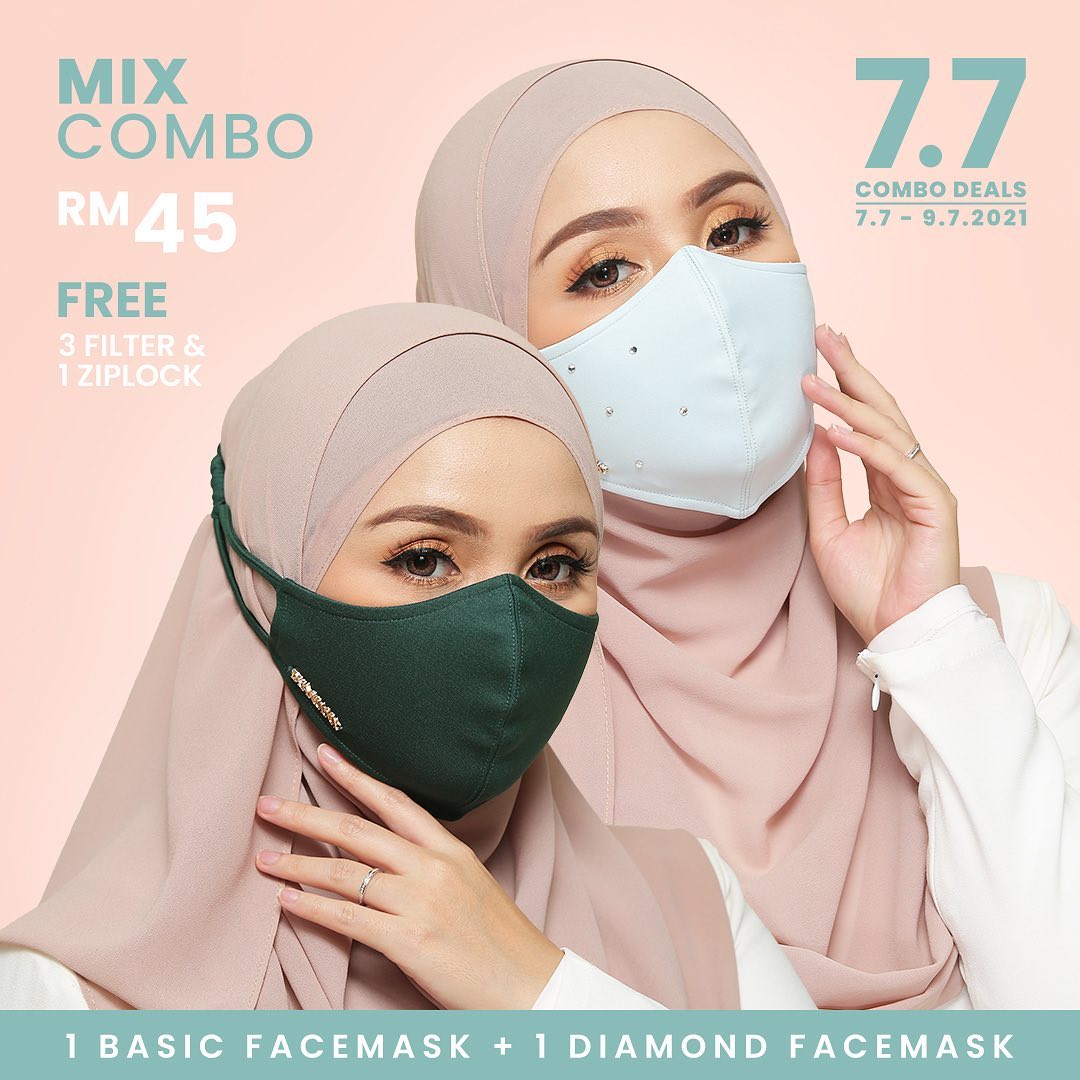 MIX
COMBO
RM45
FREE
3 FILTER &
1 ZIPLOCK
7.7
COMBO DEALS
7.7 - 9.7.2021
1 BASIC FACEMASK + 1 DIAMOND FACEMASK